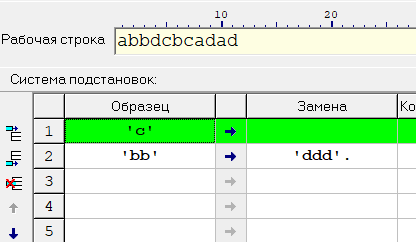 10 20
Рабочая строка abbdcbcadad
Система подстановок:
Образец Замена Ко
1 'c'
2 'bb' 'ddd'.
3
4
5